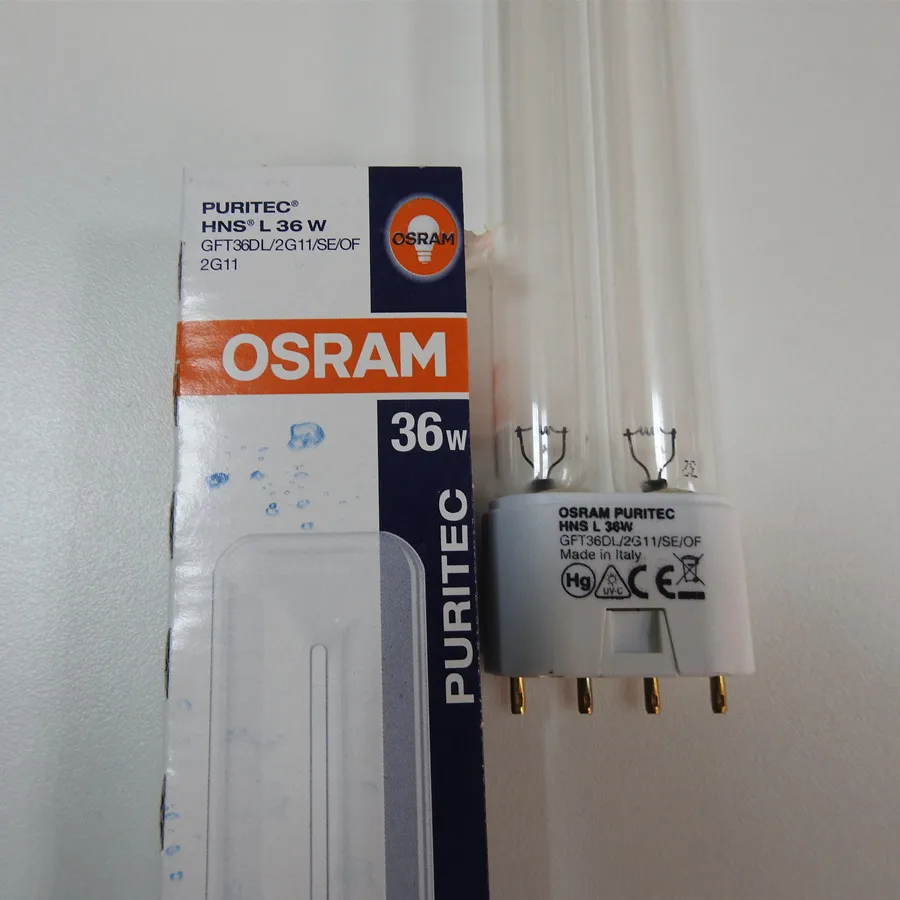 PURITEC®
HNS® L 36 W
GFT36DL/2G11/SE/OF
2G11
OSRAM
OSRAM
36 W
PURITEC
OSRAM PURITEC
HNS L 36W
GFT36DL/2G11/SE/OF
Made in Italy
Hg
UV-C
CE